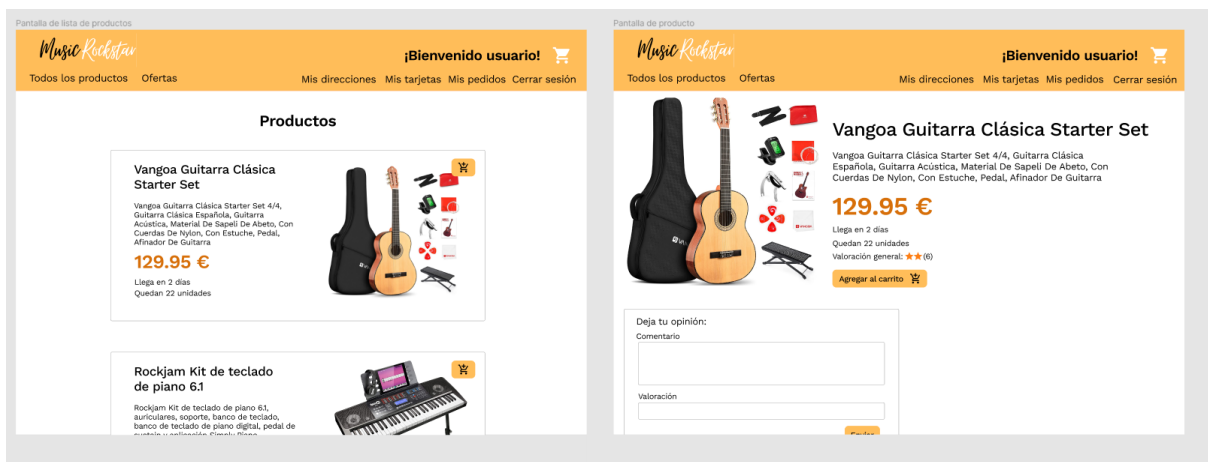 Pantalla de lista de productos
Music Rockstar
¡Bienvenido usuario!
Todos los productos Ofertas
Mis direcciones Mis tarjetas Mis pedidos Cerrar sesión
Productos
Vangoa Guitarra Clásica
Starter Set
Vangoa Guitarra Clásica Starter Set 4/4,
Guitarra Clásica Española, Guitarra
Acústica, Material De Sapeli De Abeto, Con
Cuerdas De Nylon, Con Estuche, Pedal,
Afinador De Guitarra
129.95 €
Llega en 2 días
Quedan 22 unidades
Rockjam Kit de teclado
de piano 6.1
Rockjam Kit de teclado de piano 6.1,
auriculares, soporte, banco de teclado,
banco de teclado de piano digital, pedal de
sustain y aplicación Simply Piano
Pantalla de producto
Music Rockstar
¡Bienvenido usuario!
Todos los productos Ofertas
Mis direcciones Mis tarjetas Mis pedidos Cerrar sesión
Vangoa Guitarra Clásica Starter Set
Vangoa Guitarra Clásica Starter Set 4/4, Guitarra Clásica
Española, Guitarra Acústica, Material De Sapeli De Abeto, Con
Cuerdas De Nylon, Con Estuche, Pedal, Afinador De Guitarra
129.95 €
Llega en 2 días
Quedan 22 unidades
Valoración general: (6)
Agregar al carrito
Deja tu opinión:
Comentario
Valoración
Enviar